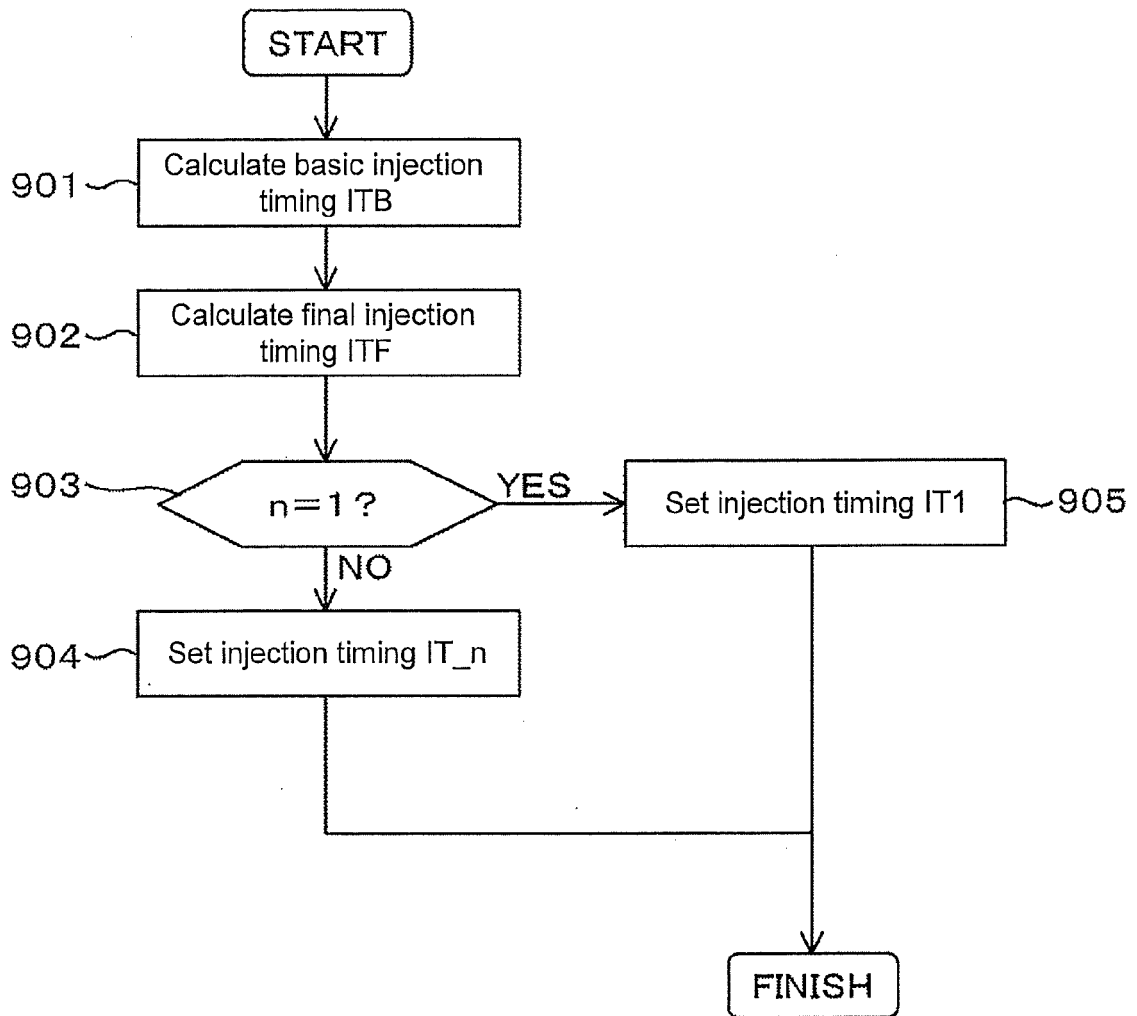 START
901
Calculate basic injection
timing ITB
902
Calculate final injection
timing ITF
903
n=1?
YES
Set injection timing IT1
905
NO
904
Set injection timing IT_n
FINISH